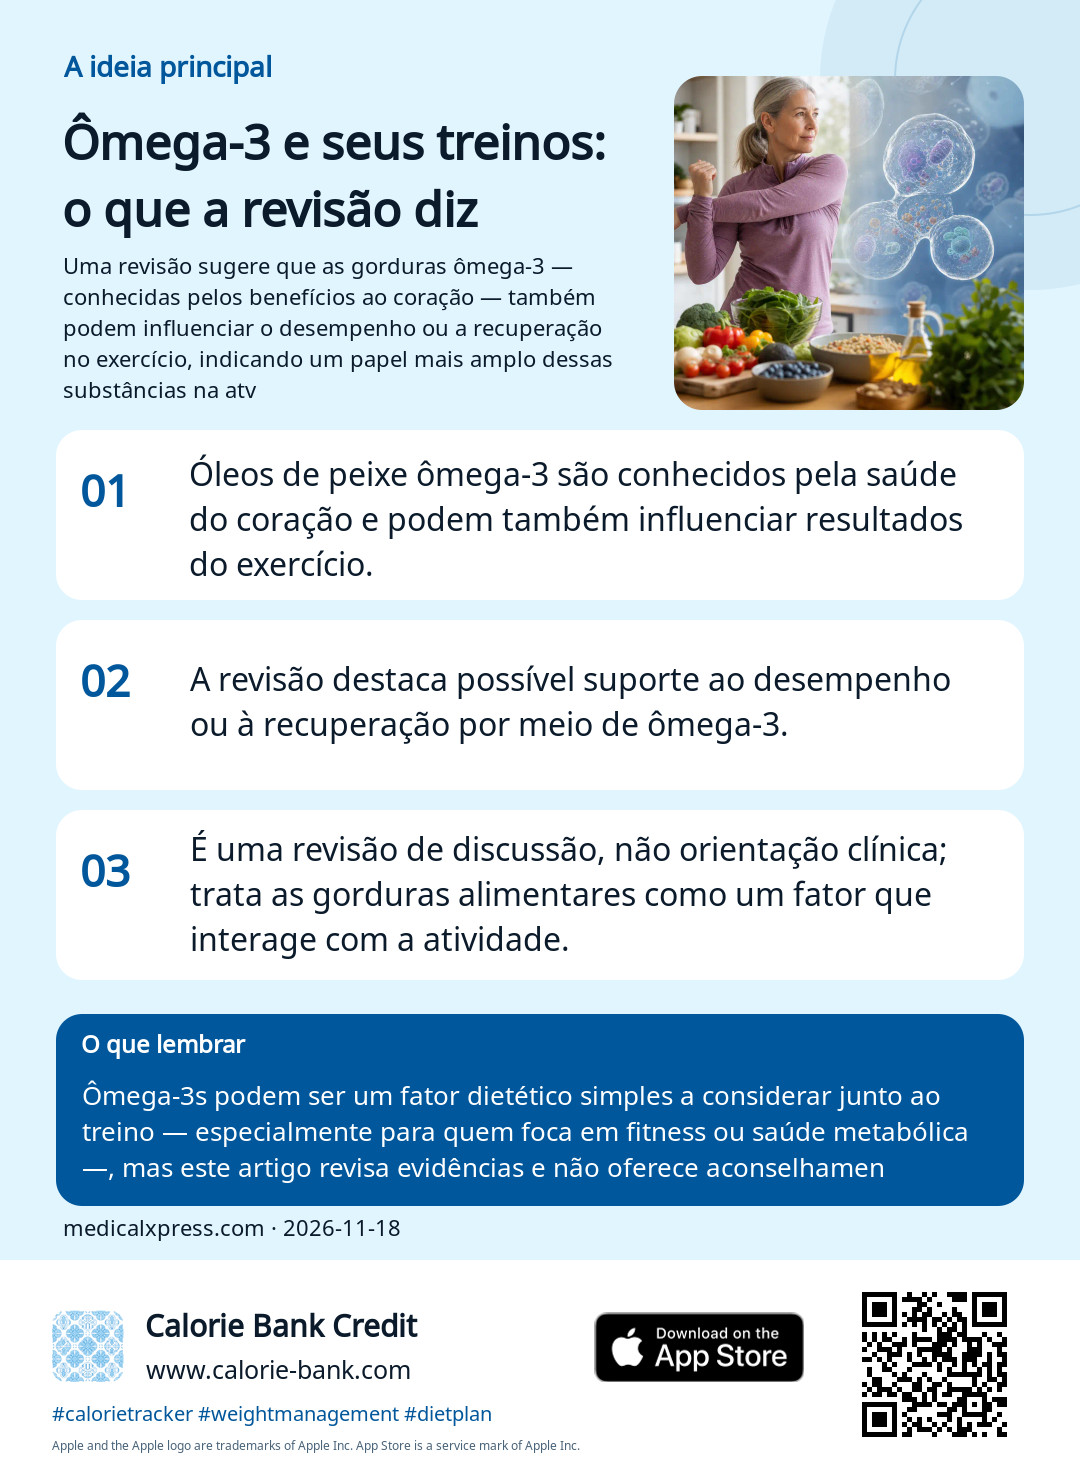 A ideia principal
Ômega-3 e seus treinos:
o que a revisão diz
Uma revisão sugere que as gorduras ômega-3 —
conhecidas pelos benefícios ao coração — também
podem influenciar o desempenho ou a recuperação
no exercício, indicando um papel mais amplo dessas
substâncias na atv
01
Óleos de peixe ômega-3 são conhecidos pela saúde
do coração e podem também influenciar resultados
do exercício.
02
A revisão destaca possível suporte ao desempenho
ou à recuperação por meio de ômega-3.
03
É uma revisão de discussão, não orientação clínica;
trata as gorduras alimentares como um fator que
interage com a atividade.
O que lembrar
Ômega-3s podem ser um fator dietético simples a considerar junto ao
treino — especialmente para quem foca em fitness ou saúde metabólica
—, mas este artigo revisa evidências e não oferece aconselhamen
medicalxpress.com · 2026-11-18
Calorie Bank Credit
www.calorie-bank.com
Download on the
App Store
#calorietracker #weightmanagement #dietplan
Apple and the Apple logo are trademarks of Apple Inc. App Store is a service mark of Apple Inc.